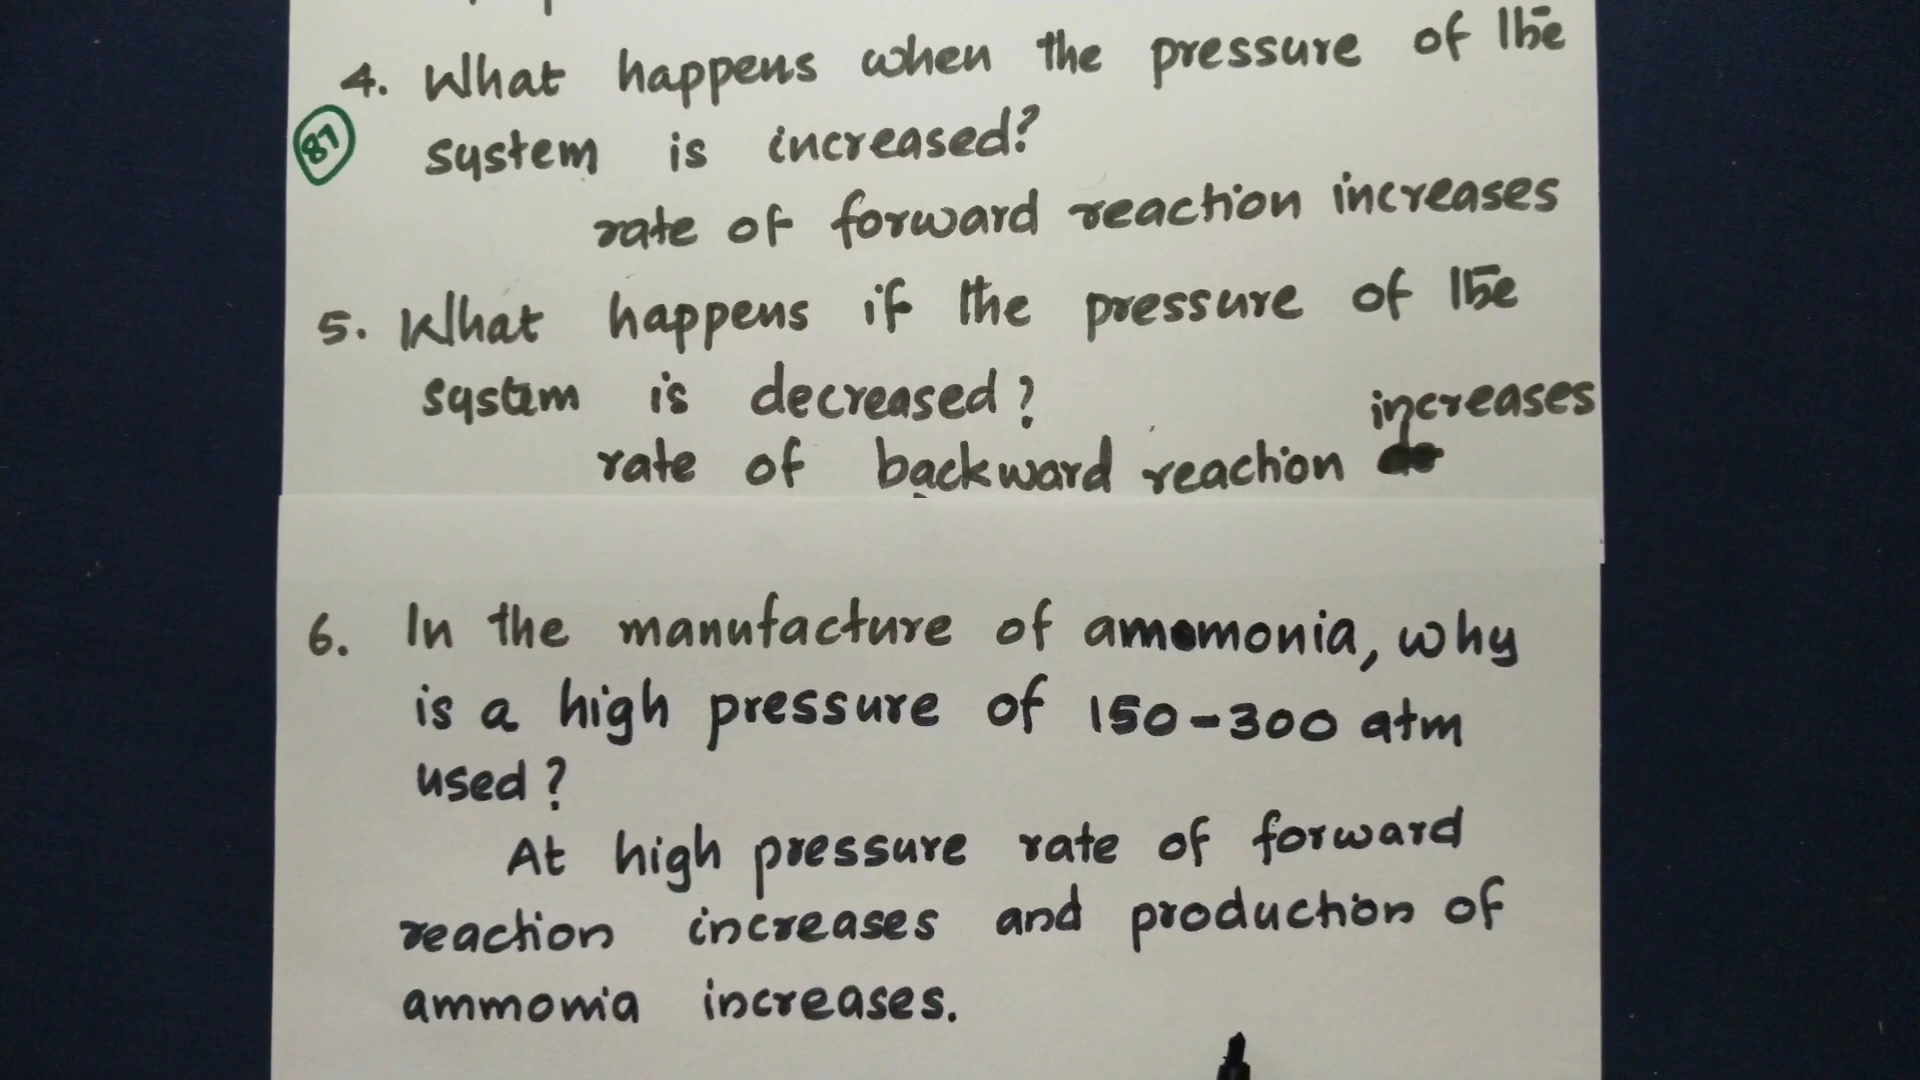 4. What happens when the pressure of the
87 system is increased?
rate of forward reaction increases
5. What happens if the pressure of the
system is decreased?
increases
rate of backward reaction
6. In the manufacture of amomonia, why
is a high pressure of 150-300 atm
used?
At high pressure rate of forward
reaction increases and production of
ammonia increases.